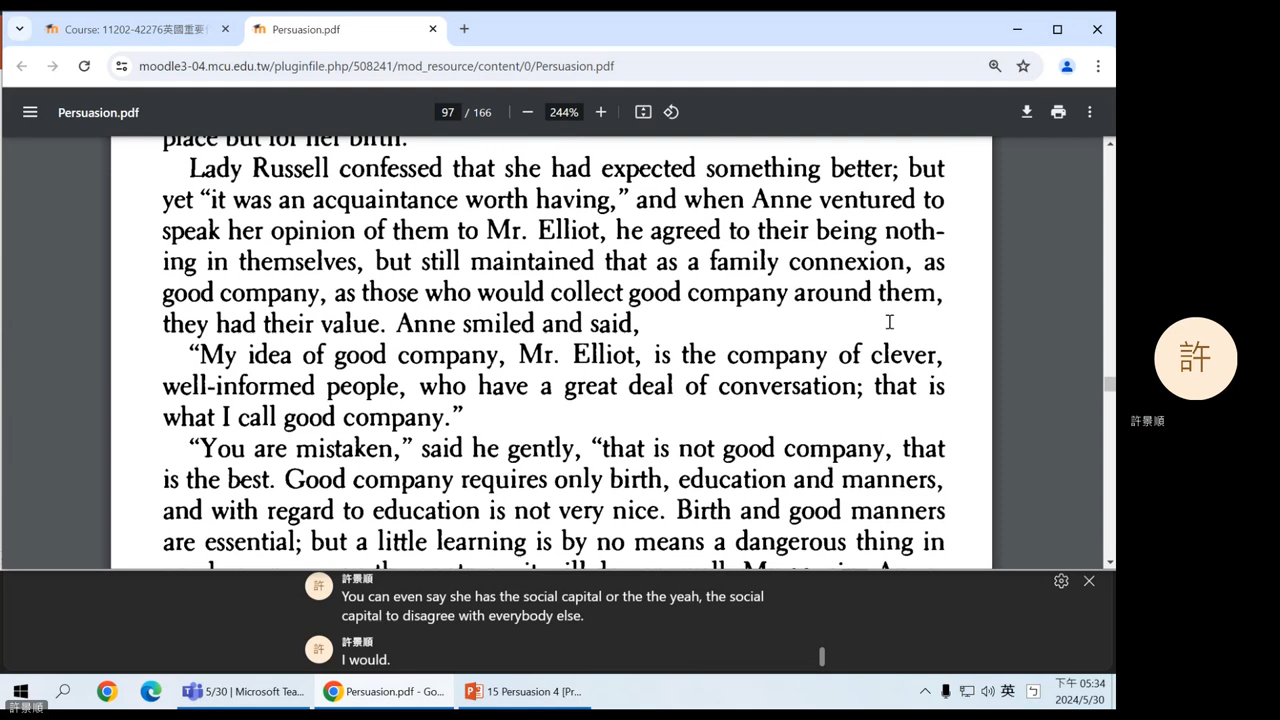 Course: 11202-42276英國重要
Persuasion.pdf
moodle3-04.mcu.edu.tw/pluginfile.php/508241/mod_resource/content/0/Persuasion.pdf
Persuasion.pdf
97 / 166
244%
place but for her birth.
Lady Russell confessed that she had expected something better; but
yet “it was an acquaintance worth having,” and when Anne ventured to
speak her opinion of them to Mr. Elliot, he agreed to their being noth-
ing in themselves, but still maintained that as a family connexion, as
good company, as those who would collect good company around them,
they had their value. Anne smiled and said,
“My idea of good company, Mr. Elliot, is the company of clever,
well-informed people, who have a great deal of conversation; that is
what I call good company.”
“You are mistaken,” said he gently, “that is not good company, that
is the best. Good company requires only birth, education and manners,
and with regard to education is not very nice. Birth and good manners
are essential; but a little learning is by no means a dangerous thing in
許
許景順
許
許景順
You can even say she has the social capital or the the yeah, the social
capital to disagree with everybody else.
許
許景順
I would.
5/30 | Microsoft Tea...
Persuasion.pdf - Go...
15 Persuasion 4 [Pr...
英
ㄅ
下午 05:34
2024/5/30
許景順